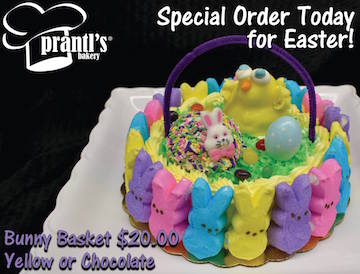 prantl's®
bakery
Special Order Today
for Easter!
Bunny Basket $20.00
Yellow or Chocolate